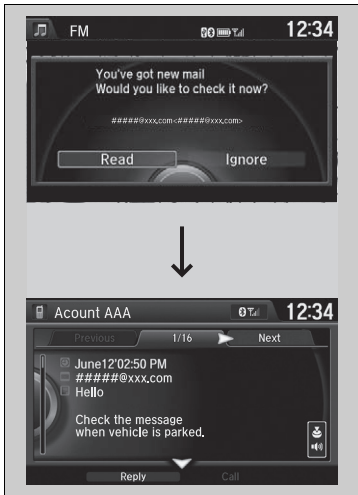 FM 12:34
You've got new mail
Would you like to check it now?
#####@xxx.com<#####@xxx.com>
Read Ignore
Acount AAA 12:34
Previous 1/16 Next
June12'02:50 PM
#####@xxx.com
Hello
Check the message
when vehicle is parked.
Reply Call